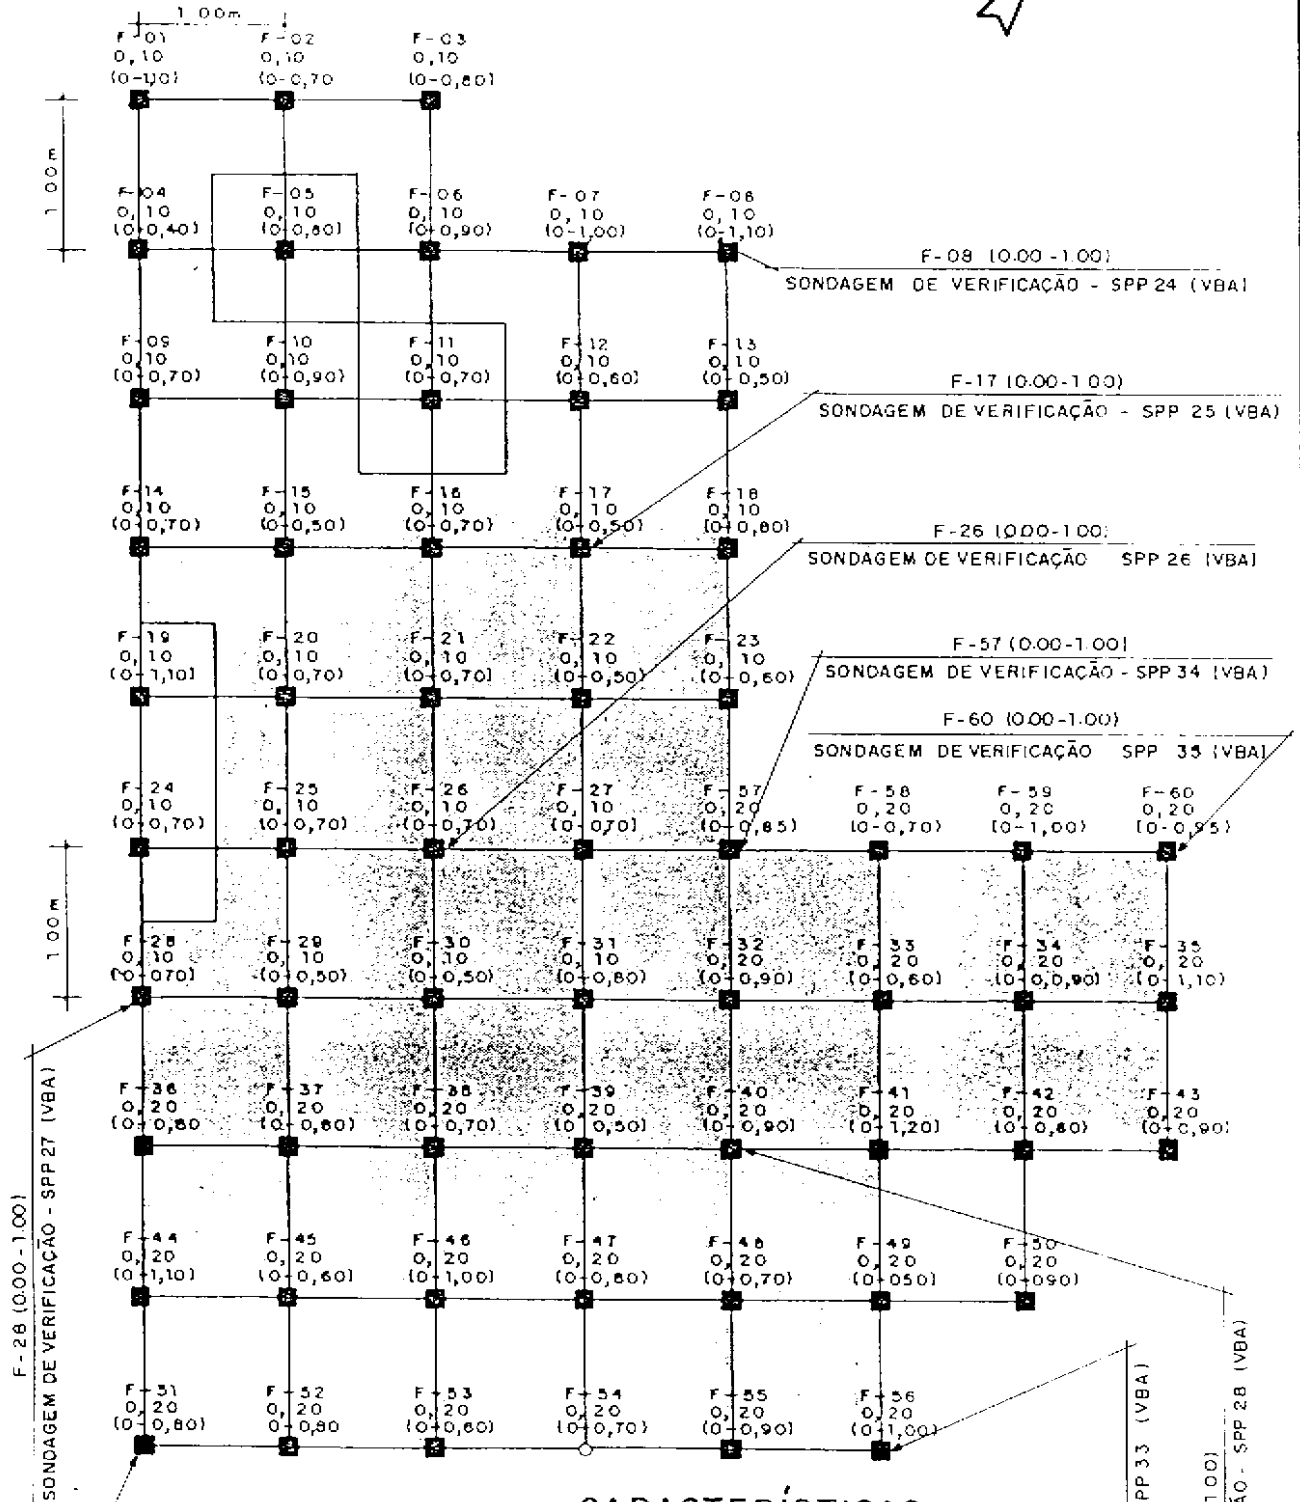 1.00m
F-01
0,10
(0-1,10)
F-02
0,10
(0-0,70
F-03
0,10
(0-0,80)
1.00m
F-04
0,10
(0-0,40)
F-05
0,10
(0-0,80)
F-06
0,10
(0-0,90)
F-07
0,10
(0-1,00)
F-08
0,10
(0-1,10)
F-08 (0.00-1.00)
SONDAGEM DE VERIFICAÇÃO - SPP 24 (VBA)
F-09
0,10
(0-0,70)
F-10
0,10
(0-0,90)
F-11
0,10
(0-0,70)
F-12
0,10
(0-0,60)
F-13
0,10
(0-0,50)
F-17 (0.00-1.00)
SONDAGEM DE VERIFICAÇÃO - SPP 25 (VBA)
F-14
0,10
(0-0,70)
F-15
0,10
(0-0,50)
F-16
0,10
(0-0,70)
F-17
0,10
(0-0,50)
F-18
0,10
(0-0,80)
F-26 (0.00-1.00)
SONDAGEM DE VERIFICAÇÃO SPP 26 (VBA)
F-19
0,10
(0-1,10)
F-20
0,10
(0-0,70)
F-21
0,10
(0-0,70)
F-22
0,10
(0-0,50)
F-23
0,10
(0-0,60)
F-57 (0.00-1.00)
SONDAGEM DE VERIFICAÇÃO - SPP 34 (VBA)
F-60 (0.00-1.00)
SONDAGEM DE VERIFICAÇÃO SPP 35 (VBA)
F-24
0,10
(0-0,70)
F-25
0,10
(0-0,70)
F-26
0,10
(0-0,70)
F-27
0,10
(0-0,70)
F-57
0,20
(0-0,85)
F-58
0,20
(0-0,70)
F-59
0,20
(0-1,00)
F-60
0,20
(0-0,95)
1.00m
F-28
0,10
(0-0,70)
F-29
0,10
(0-0,50)
F-30
0,10
(0-0,50)
F-31
0,10
(0-0,80)
F-32
0,20
(0-0,90)
F-33
0,20
(0-0,60)
F-34
0,20
(0-0,0,90)
F-35
0,20
(0-1,10)
F-36
0,20
(0-0,80
F-37
0,20
(0-0,80)
F-38
0,20
(0-0,70)
F-39
0,20
(0-0,50)
F-40
0,20
(0-0,90)
F-41
0,20
(0-1,20)
F-42
0,20
(0-0,80)
F-43
0,20
(0-0,90)
F-44
0,20
(0-1,10)
F-45
0,20
(0-0,60)
F-46
0,20
(0-1,00)
F-47
0,20
(0-0,80)
F-48
0,20
(0-0,70)
F-49
0,20
(0-050)
F-50
0,20
(0-090)
F-51
0,20
(0-0,80)
F-52
0,20
0-0,80
F-53
0,20
(0-0,60)
F-54
0,20
(0-0,70)
F-55
0,20
(0-0,90)
F-56
0,20
(0-1,00)
F-28 (0.00-1.00)
SONDAGEM DE VERIFICAÇÃO - SPP 27 (VBA)
PP 33 (VBA)
1.00)
ÃO - SPP 28 (VBA)
CARACTERÍSTICAS